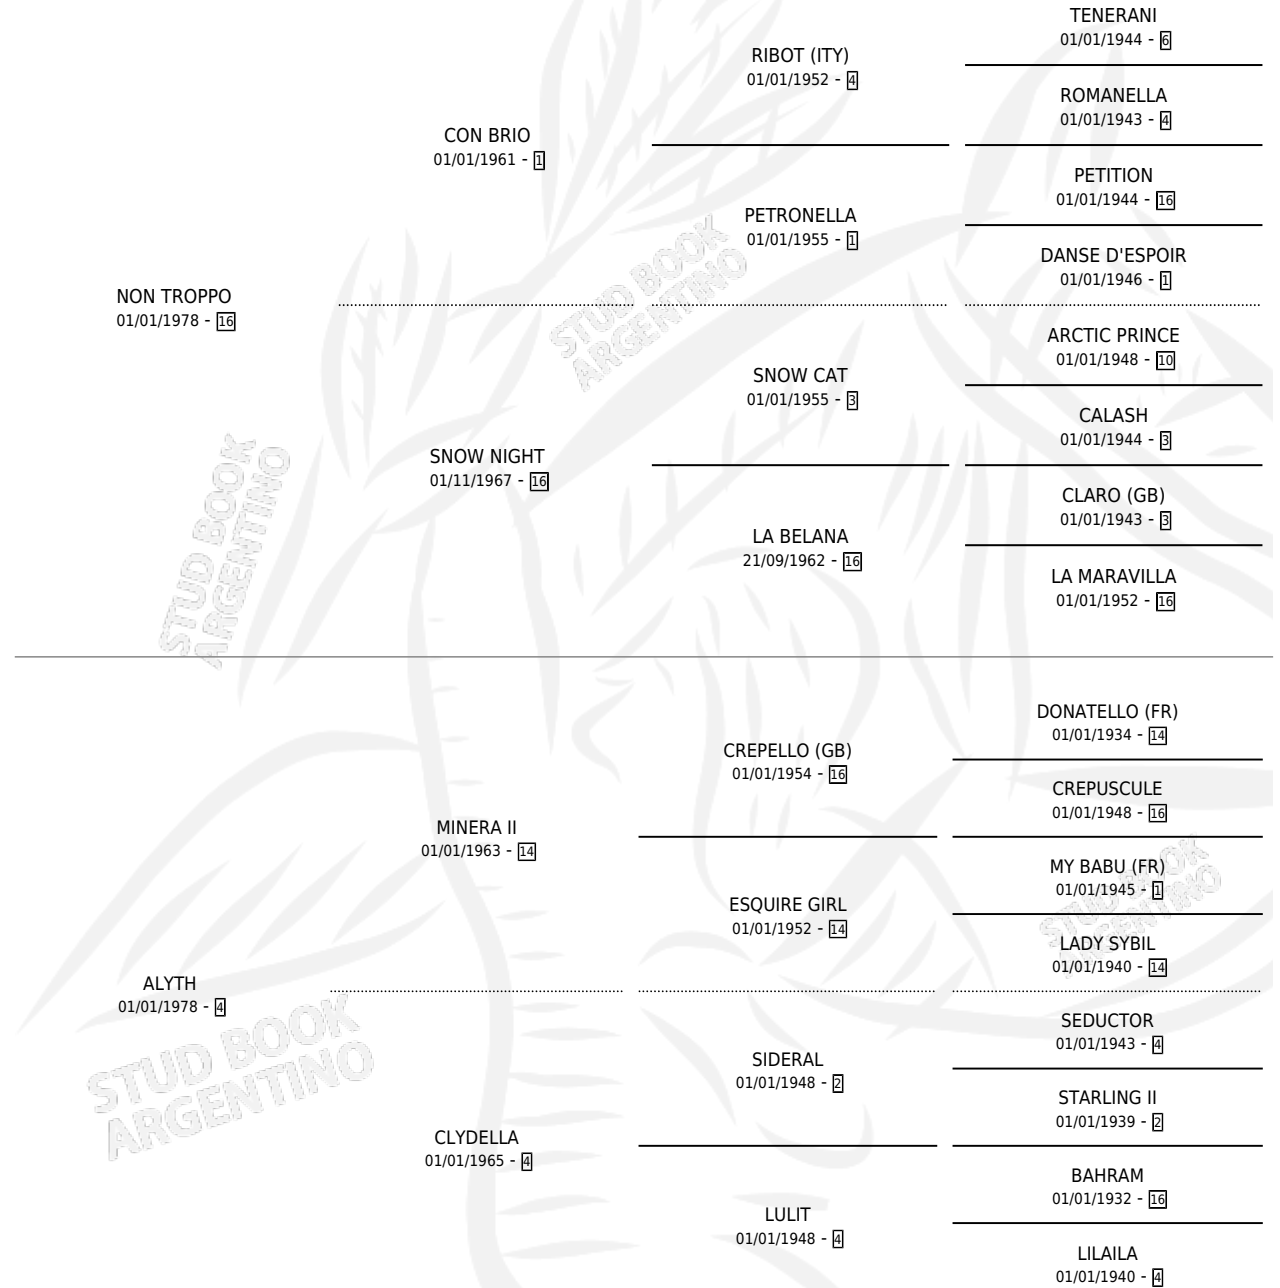 TENERANI
01/01/1944 - 6
RIBOT (ITY)
01/01/1952 - 4
ROMANELLA
01/01/1943 - 4
CON BRIO
01/01/1961 - 1
PETITION
01/01/1944 - 16
PETRONELLA
01/01/1955 - 1
DANSE D'ESPOIR
01/01/1946 - 1
NON TROPPO
01/01/1978 - 16
STUD BOOK
ARGENTINO
ARCTIC PRINCE
01/01/1948 - 10
SNOW CAT
01/01/1955 - 3
CALASH
01/01/1944 - 3
SNOW NIGHT
01/11/1967 - 16
CLARO (GB)
01/01/1943 - 3
LA BELANA
21/09/1962 - 16
LA MARAVILLA
01/01/1952 - 16
STUD BOOK
ARGENTINO
DONATELLO (FR)
01/01/1934 - 14
CREPELLO (GB)
01/01/1954 - 16
CREPUSCULE
01/01/1948 - 16
MINERA II
01/01/1963 - 14
MY BABU (FR)
01/01/1945 - 1
ESQUIRE GIRL
01/01/1952 - 14
STUD BOOK
ARGENTINO
LADY SYBIL
01/01/1940 - 14
ALYTH
01/01/1978 - 4
SEDUCTOR
01/01/1943 - 4
SIDERAL
01/01/1948 - 2
STARLING II
01/01/1939 - 2
STUD BOOK
ARGENTINO
CLYDELLA
01/01/1965 - 4
BAHRAM
01/01/1932 - 16
LULIT
01/01/1948 - 4
LILAILA
01/01/1940 - 4